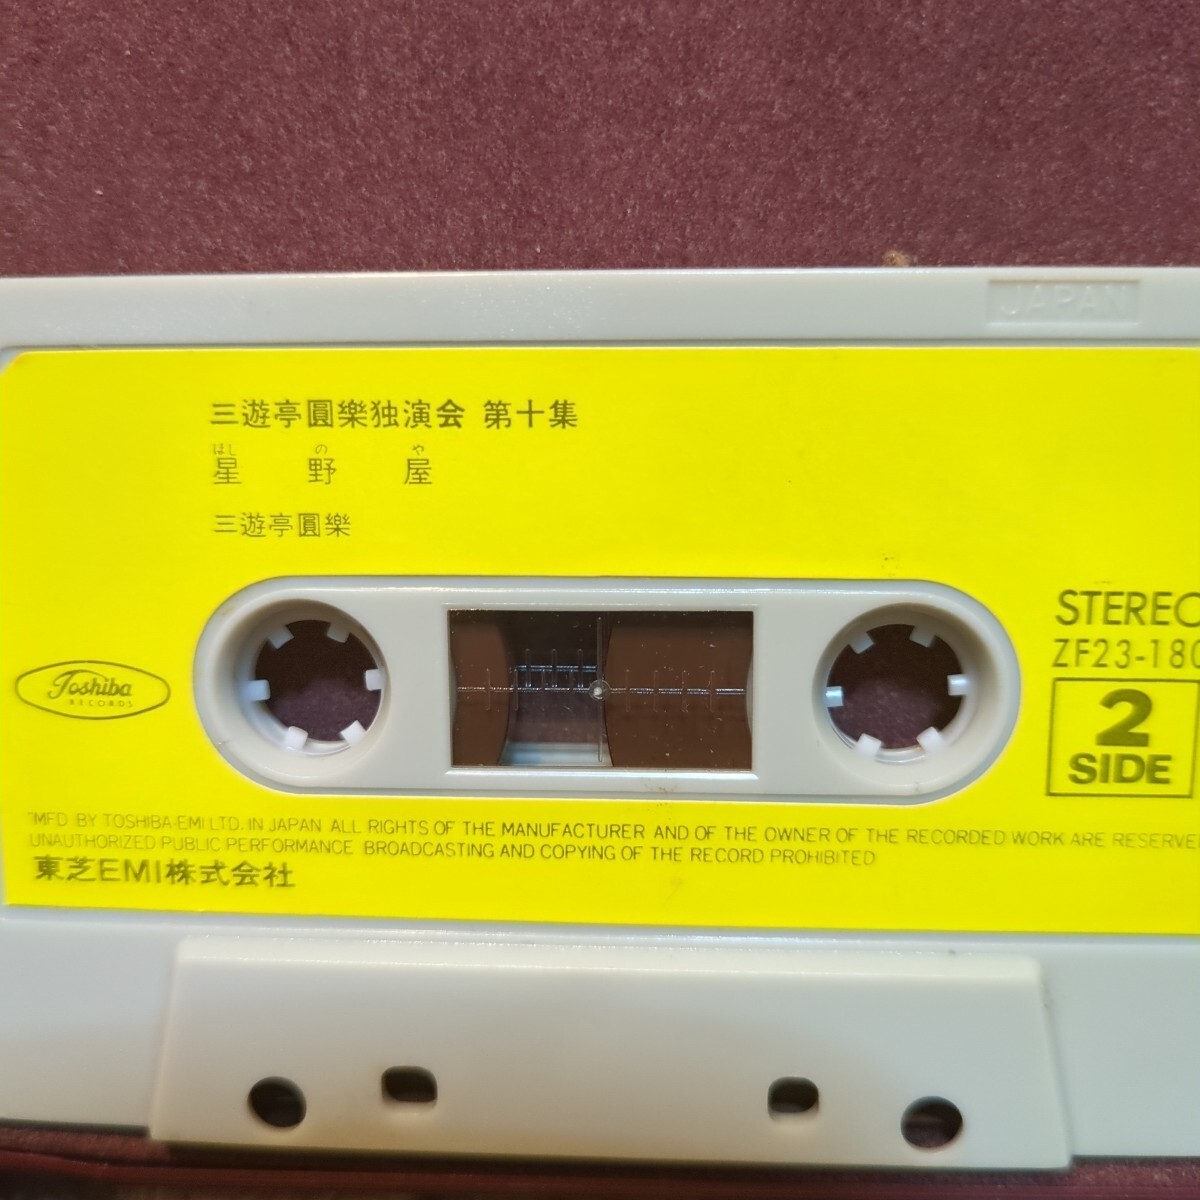 JAPAN
三遊亭圓樂独演会 第十集
ほし の や
星野屋
三遊亭圓樂
STEREO
ZF23-180
Toshiba
RECORDS
2
SIDE
"MFD BY TOSHIBA-EMI LTD. IN JAPAN ALL RIGHTS OF THE MANUFACTURER AND OF THE OWNER OF THE RECORDED WORK ARE RESERVED
UNAUTHORIZED PUBLIC PERFORMANCE BROADCASTING AND COPYING OF THE RECORD PROHIBITED
東芝EMI株式会社